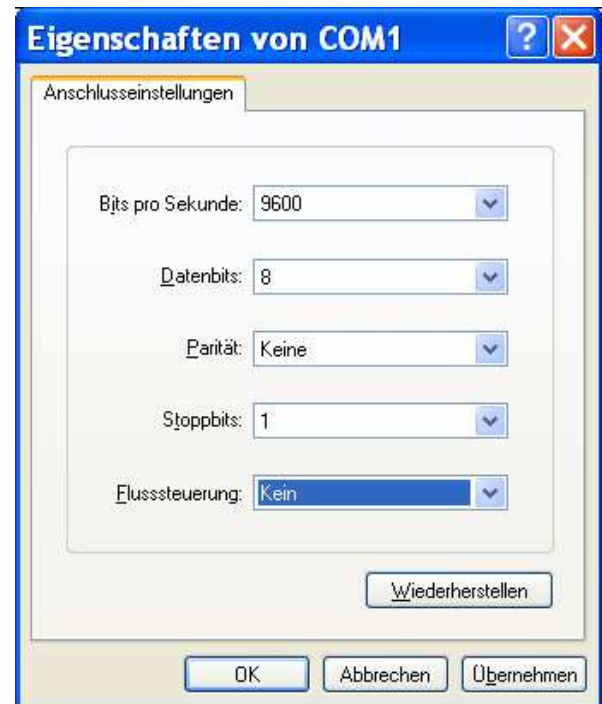 Eigenschaften von COM1
Anschlusseinstellungen
Bits pro Sekunde: 9600
Datenbits: 8
Parität: Keine
Stoppbits: 1
Flusssteuerung: Kein
Wiederherstellen
OK Abbrechen Übernehmen